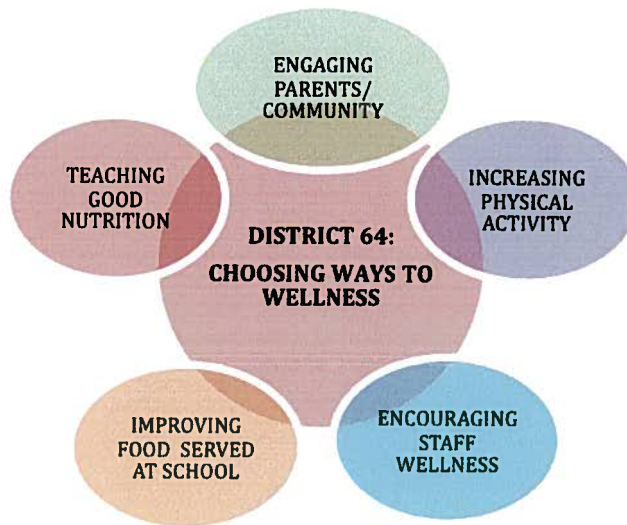 ENGAGING
PARENTS/
COMMUNITY
TEACHING
GOOD
NUTRITION
INCREASING
PHYSICAL
ACTIVITY
DISTRICT 64:
CHOOSING WAYS TO
WELLNESS
IMPROVING
FOOD SERVED
AT SCHOOL
ENCOURAGING
STAFF
WELLNESS